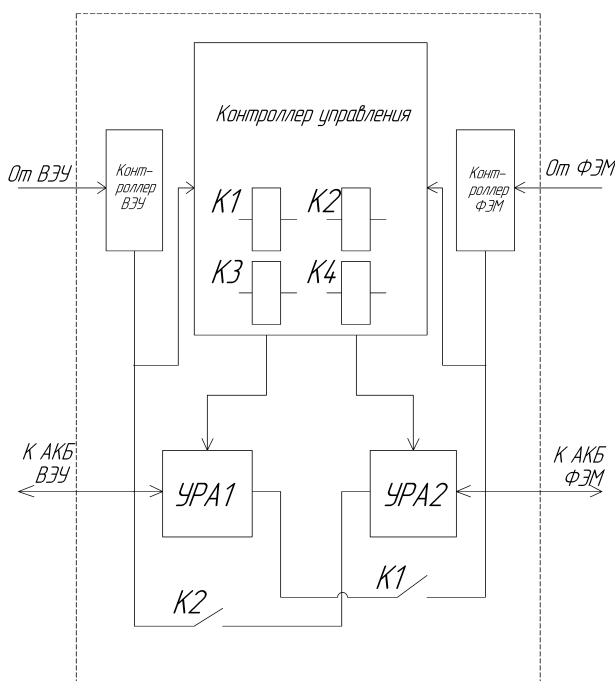 Контроллер управления
От ВЭУ
Конт-
роллер
ВЭУ
От ФЭМ
Конт-
роллер
ФЭМ
К1
К2
К3
К4
К АКБ
ВЭУ
УРА1
УРА2
К АКБ
ФЭМ
К1
К2